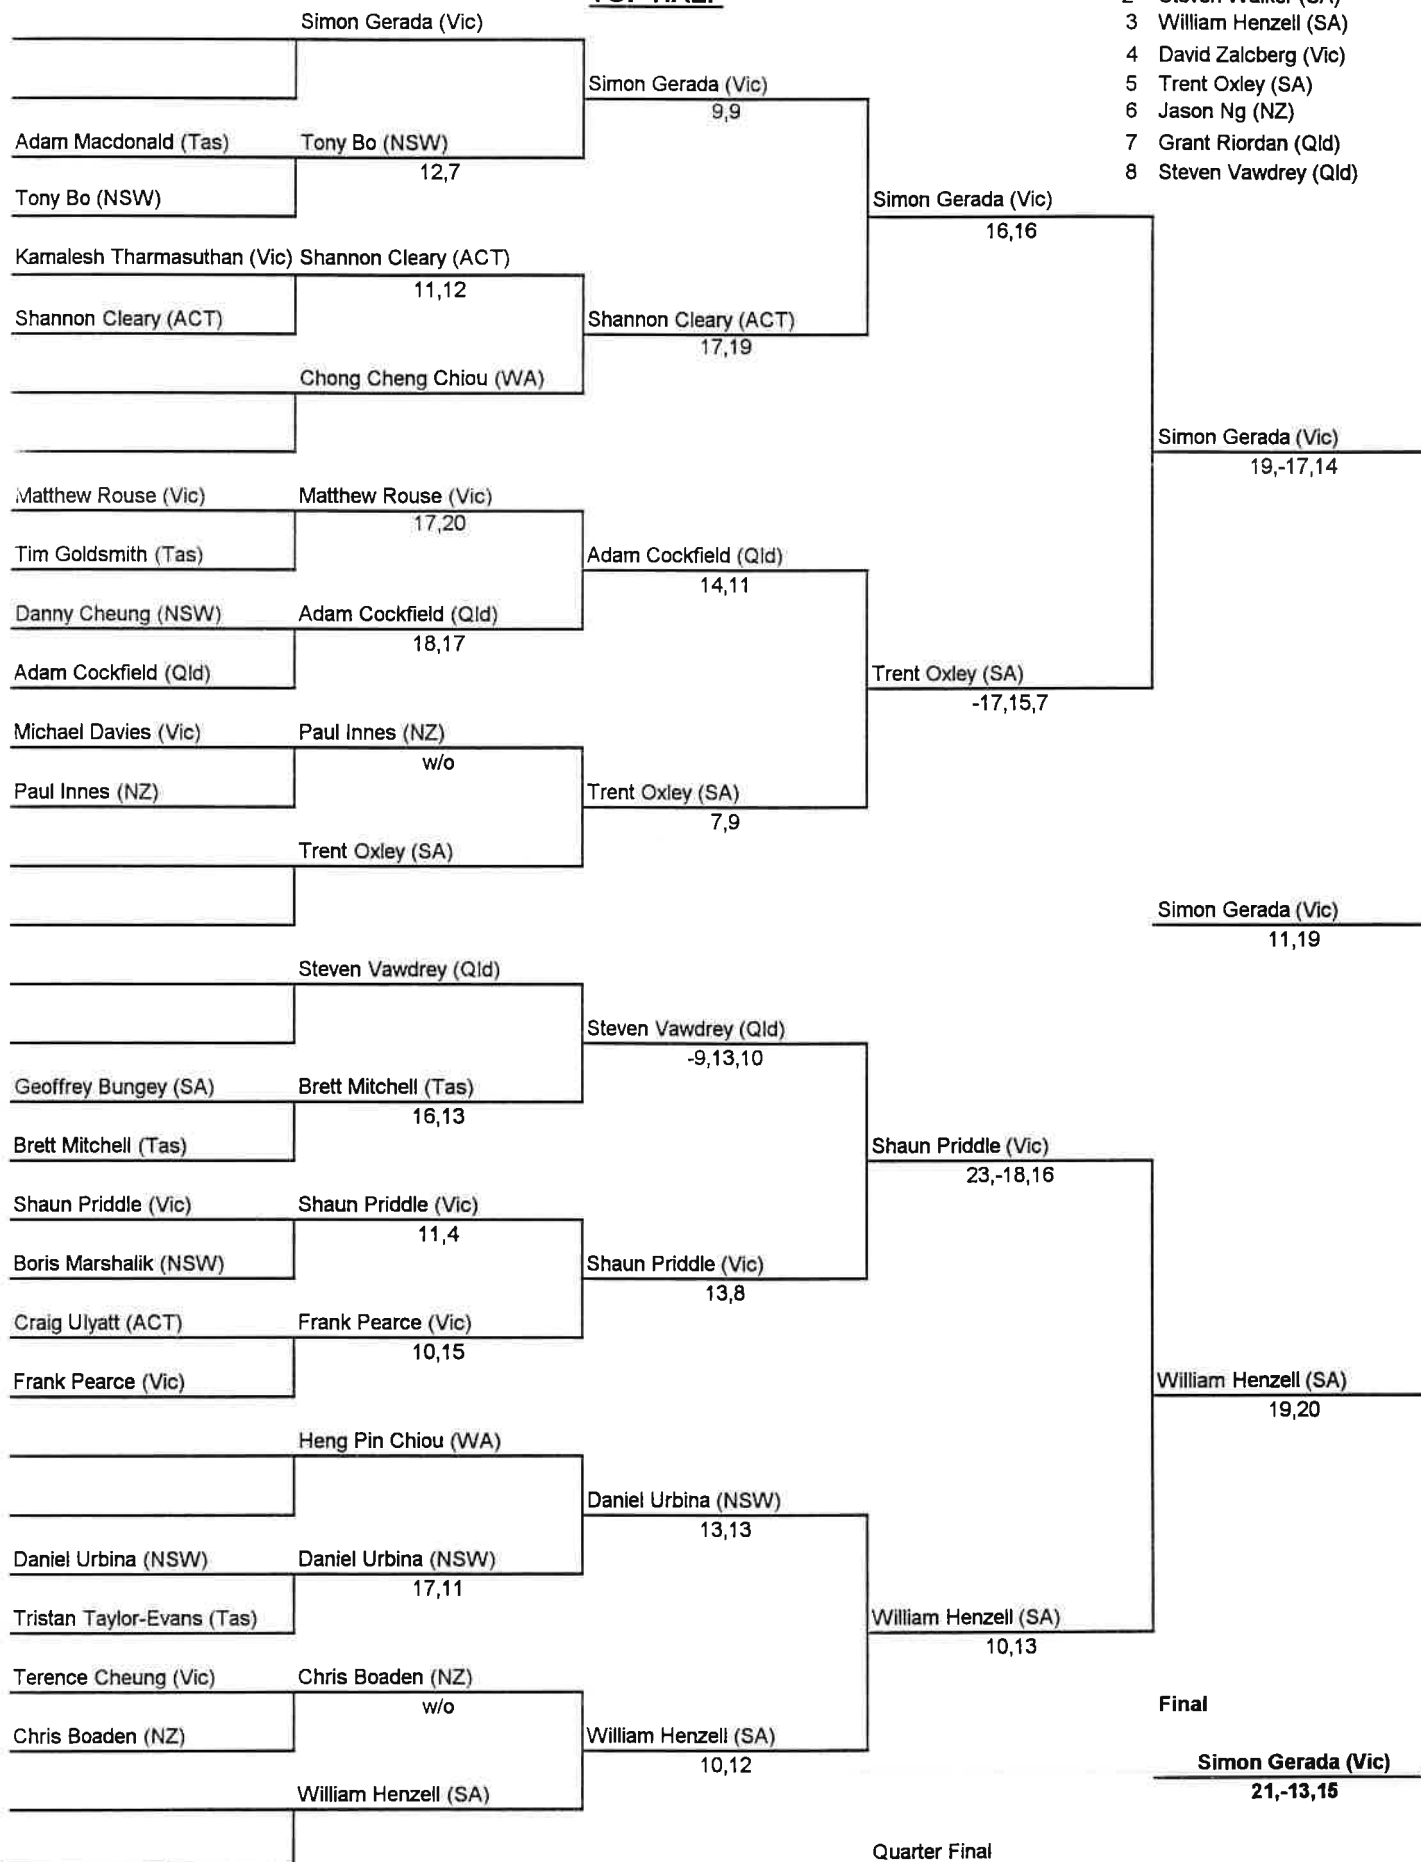 TOP HALF
Simon Gerada (Vic)
2 Steven Walker (SA)
3 William Henzell (SA)
4 David Zalcberg (Vic)
5 Trent Oxley (SA)
6 Jason Ng (NZ)
7 Grant Riordan (Qld)
8 Steven Vawdrey (Qld)
Simon Gerada (Vic)
9,9
Adam Macdonald (Tas) Tony Bo (NSW)
12,7
Tony Bo (NSW)
Simon Gerada (Vic)
16,16
Kamalesh Tharmasuthan (Vic) Shannon Cleary (ACT)
11,12
Shannon Cleary (ACT)
Shannon Cleary (ACT)
17,19
Chong Cheng Chiou (WA)
Simon Gerada (Vic)
19,-17,14
Matthew Rouse (Vic) Matthew Rouse (Vic)
17,20
Tim Goldsmith (Tas)
Adam Cockfield (Qld)
14,11
Danny Cheung (NSW) Adam Cockfield (Qld)
18,17
Adam Cockfield (Qld)
Trent Oxley (SA)
-17,15,7
Michael Davies (Vic) Paul Innes (NZ)
w/o
Paul Innes (NZ)
Trent Oxley (SA)
7,9
Trent Oxley (SA)
Simon Gerada (Vic)
11,19
Steven Vawdrey (Qld)
Steven Vawdrey (Qld)
-9,13,10
Geoffrey Bungey (SA) Brett Mitchell (Tas)
16,13
Brett Mitchell (Tas)
Shaun Priddle (Vic)
23,-18,16
Shaun Priddle (Vic) Shaun Priddle (Vic)
11,4
Boris Marshalik (NSW)
Shaun Priddle (Vic)
13,8
Craig Ulyatt (ACT) Frank Pearce (Vic)
10,15
Frank Pearce (Vic)
William Henzell (SA)
19,20
Heng Pin Chiou (WA)
Daniel Urbina (NSW)
13,13
Daniel Urbina (NSW) Daniel Urbina (NSW)
17,11
Tristan Taylor-Evans (Tas)
William Henzell (SA)
10,13
Terence Cheung (Vic) Chris Boaden (NZ)
w/o
Final
Chris Boaden (NZ)
William Henzell (SA)
10,12
Simon Gerada (Vic)
21,-13,15
William Henzell (SA)
Quarter Final